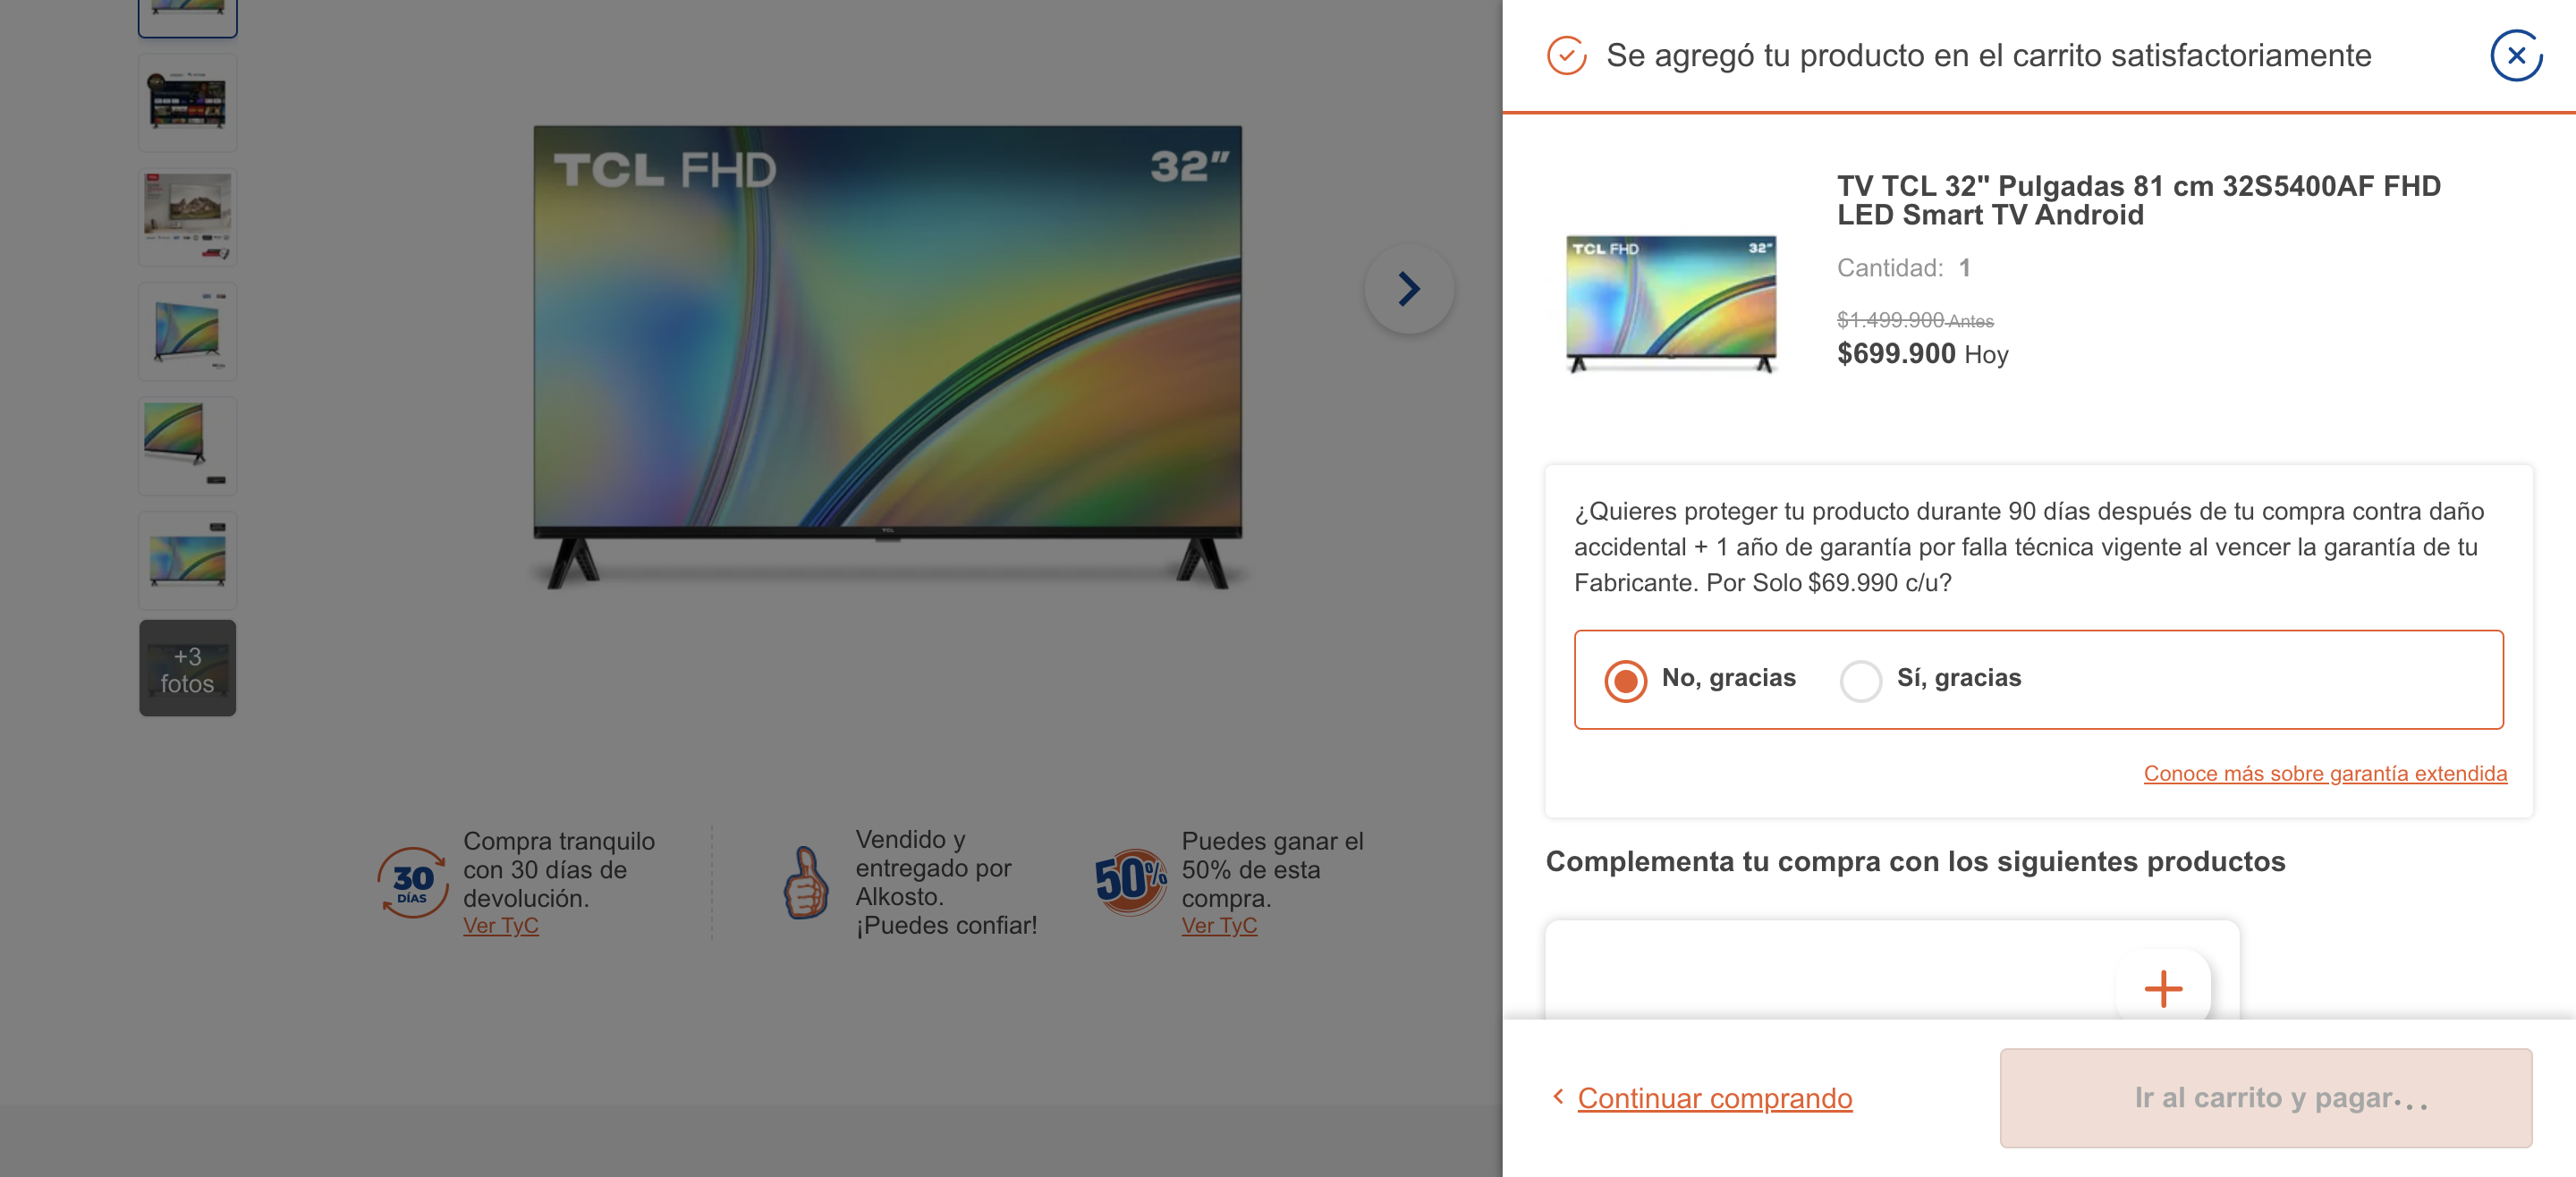 TCL FHD
32"
TCL
+3
fotos
30
DÍAS
Compra tranquilo
con 30 días de
devolución.
Ver TyC
Vendido y
entregado por
Alkosto.
¡Puedes confiar!
50%
Puedes ganar el
50% de esta
compra.
Ver TyC
Se agregó tu producto en el carrito satisfactoriamente
TCL FHD
32"
TV TCL 32" Pulgadas 81 cm 32S5400AF FHD
LED Smart TV Android
Cantidad: 1
$1.499.900 Antes
$699.900 Hoy
¿Quieres proteger tu producto durante 90 días después de tu compra contra daño
accidental + 1 año de garantía por falla técnica vigente al vencer la garantía de tu
Fabricante. Por Solo $69.990 c/u?
No, gracias
Sí, gracias
Conoce más sobre garantía extendida
Complementa tu compra con los siguientes productos
Continuar comprando
Ir al carrito y pagar...